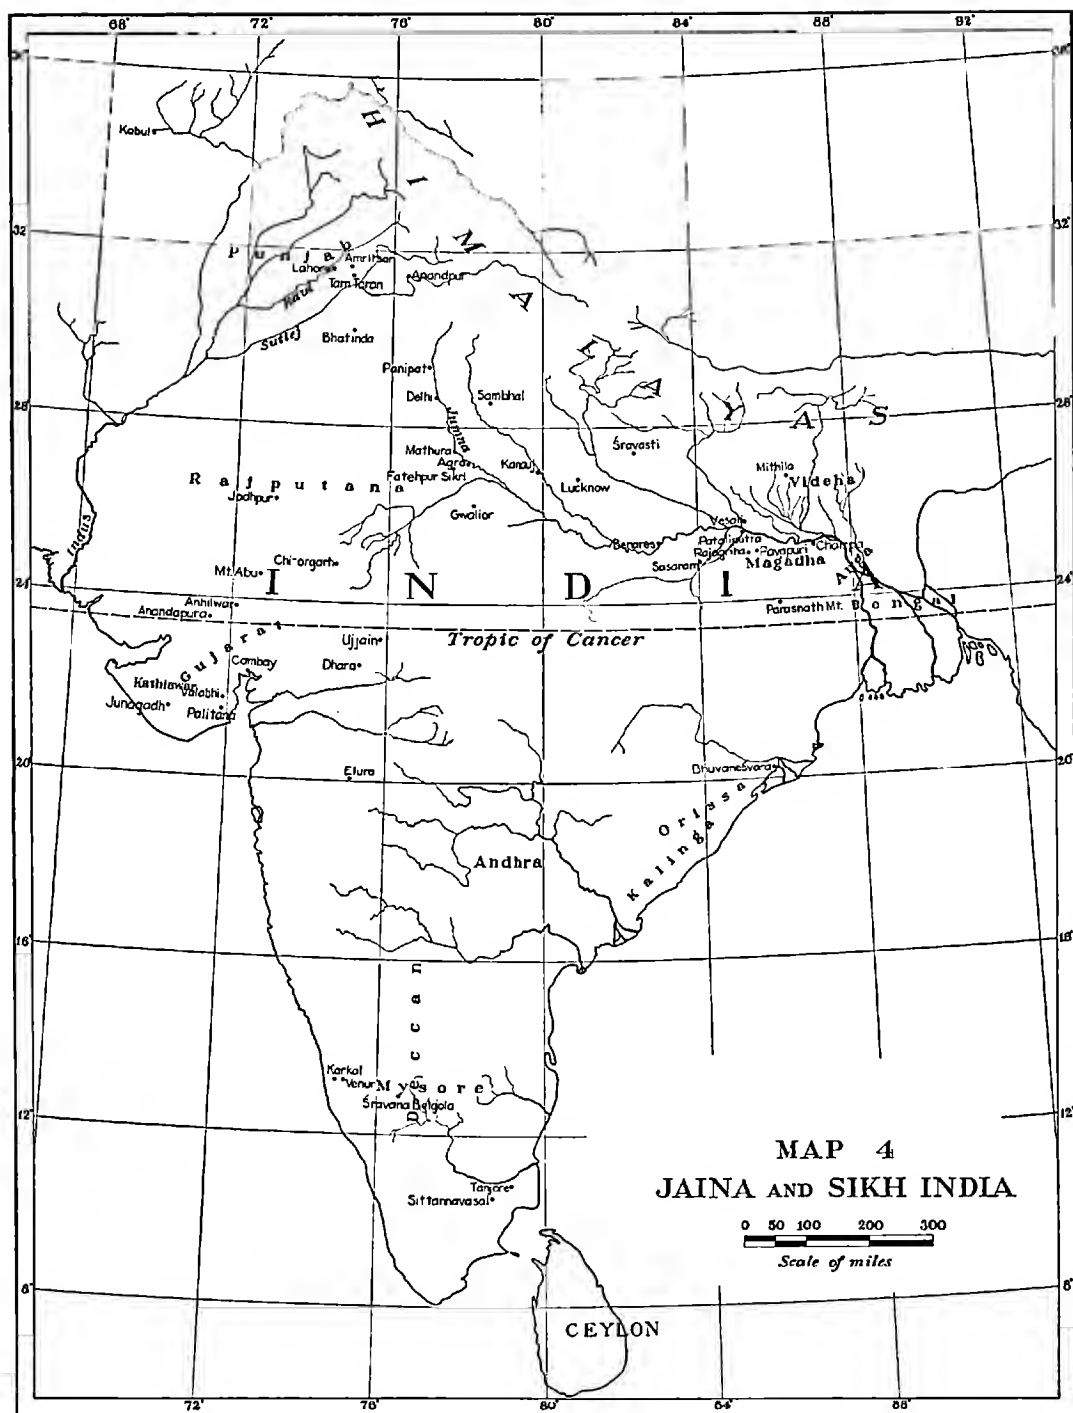 68° 72° 76° 80° 84° 88° 92°
36° 36°
Kabul
H I M A L A Y A S
32° 32°
Punjab
Amritsar
Lahore
Tarn Taran
Anandpur
Ravi
Sutlej
Bhatinda
Panipat
Delhi
Sambhal
28° 28°
Jumna
Śravasti
Mathura
Agra
Kanauj
Fatehpur Sikri
Lucknow
Mithila
Videha
Rajputana
Jodhpur
Gwalior
Indus
Vesali
Benares
Pataliputra
Champa
Rajagriha
Pavapuri
Sasaram
Magadha
Chitorgarh
Mt. Abu
Anga
I N D I A
24° 24°
Anhilwar
Anandapura
Parasnath Mt.
Bengal
Gujarat
Ujjain
Tropic of Cancer
Cambay
Dhara
Kathiawar
Valabhi
Junagadh
Palitana
20° 20°
Elura
Bhuvanesvara
Orissa
Kalinga
Andhra
16° 16°
Deccan
Karkal
Venur
Mysore
Śravana Belgola
12° 12°
Tanjore
Sittannavasal
MAP 4
JAINA AND SIKH INDIA
0 50 100 200 300
Scale of miles
8° 8°
CEYLON
72° 76° 80° 84° 88°